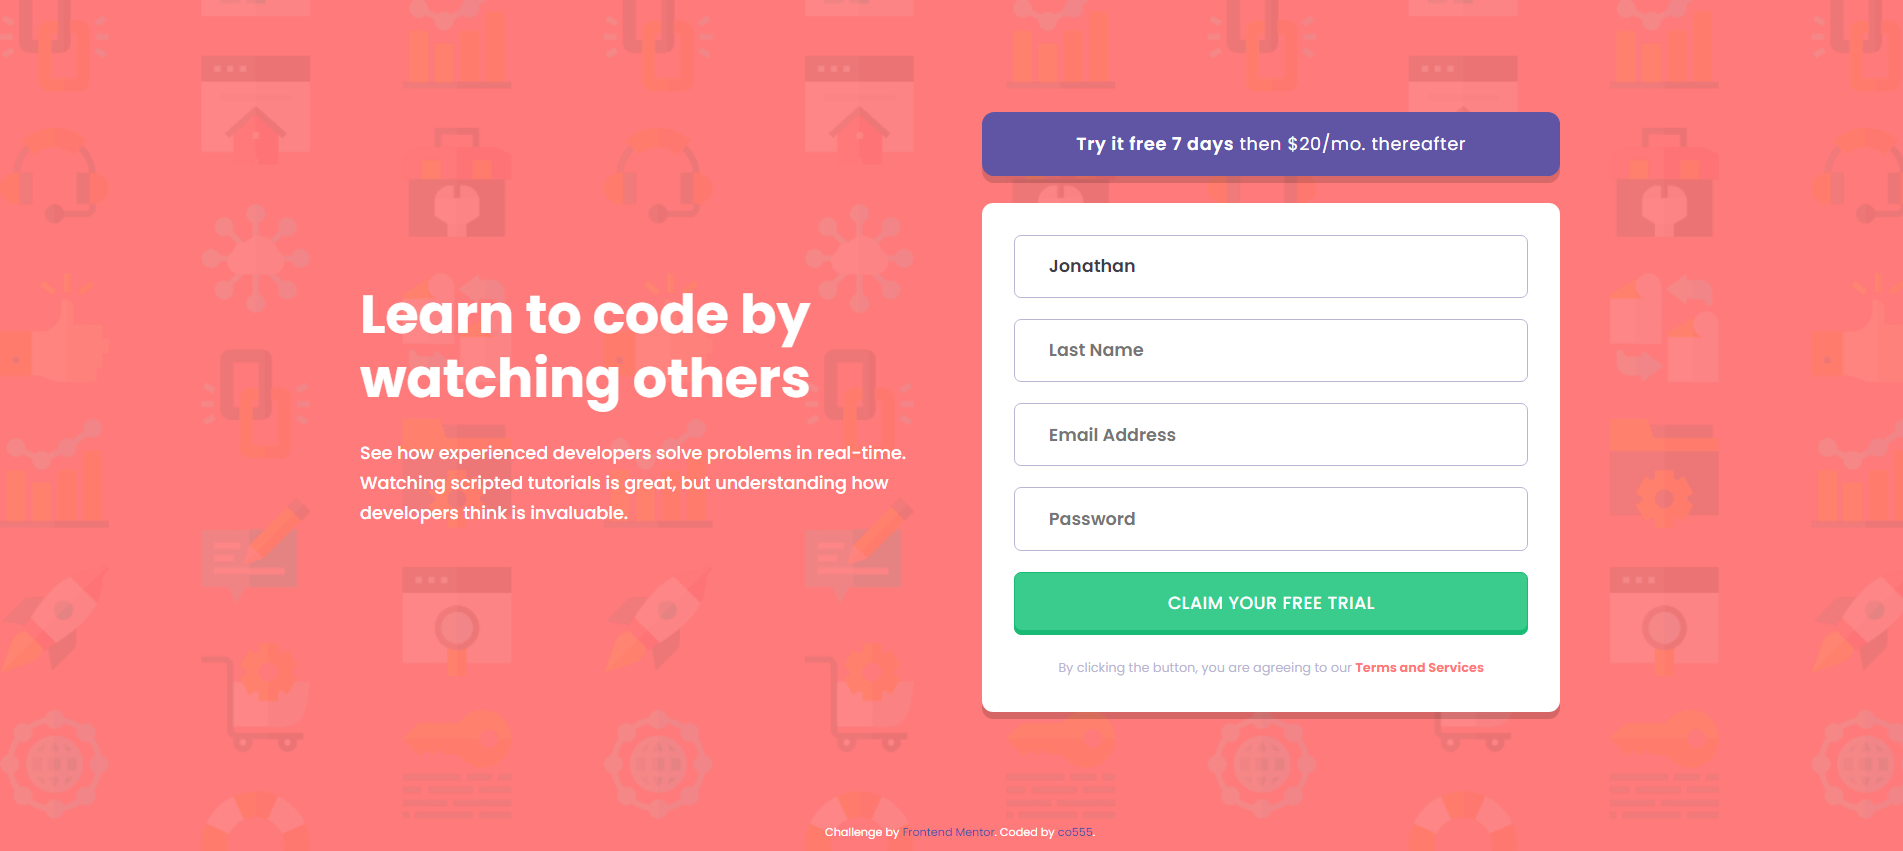 Learn to code by
watching others
See how experienced developers solve problems in real-time.
Watching scripted tutorials is great, but understanding how
developers think is invaluable.
Try it free 7 days then $20/mo. thereafter
Jonathan
Last Name
Email Address
Password
CLAIM YOUR FREE TRIAL
By clicking the button, you are agreeing to our Terms and Services
Challenge by Frontend Mentor. Coded by co555.